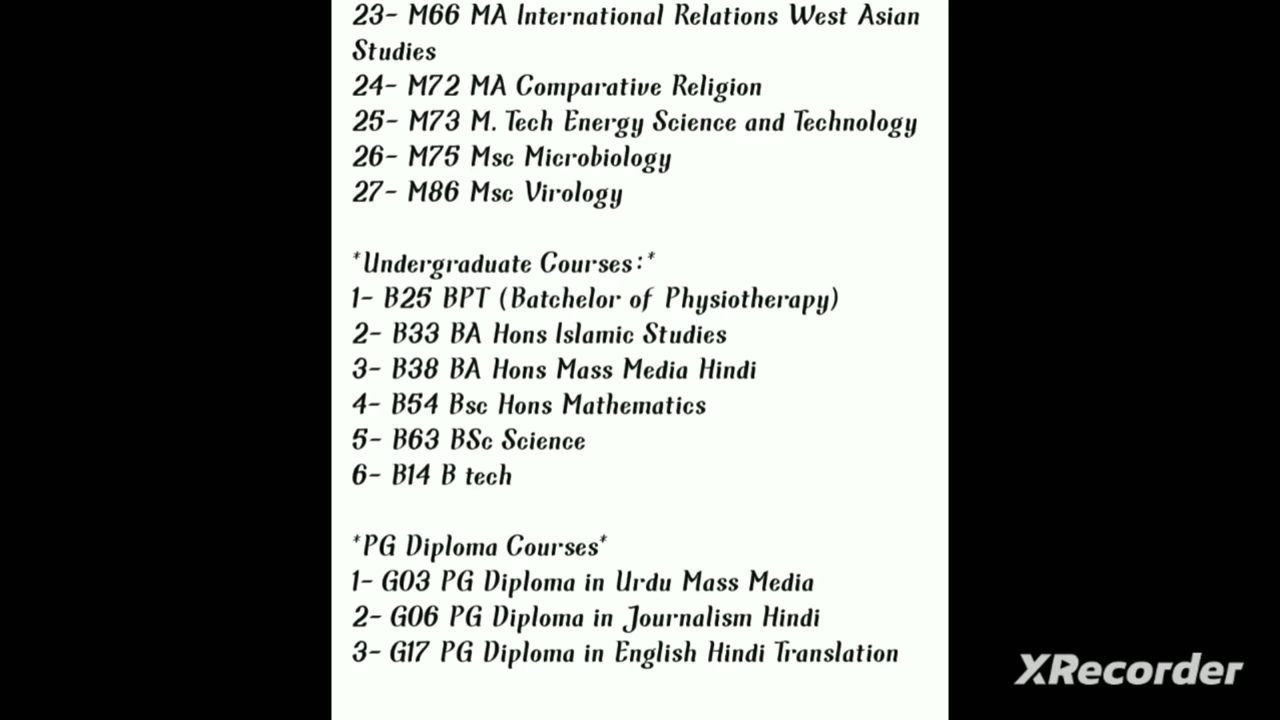 23- M66 MA International Relations West Asian
Studies
24- M72 MA Comparative Religion
25- M73 M. Tech Energy Science and Technology
26- M75 Msc Microbiology
27- M86 Msc Virology
*Undergraduate Courses:*
1- B25 BPT (Batchelor of Physiotherapy)
2- B33 BA Hons Islamic Studies
3- B38 BA Hons Mass Media Hindi
4- B54 Bsc Hons Mathematics
5- B63 BSc Science
6- B14 B tech
*PG Diploma Courses*
1- G03 PG Diploma in Urdu Mass Media
2- G06 PG Diploma in Journalism Hindi
3- G17 PG Diploma in English Hindi Translation
XRecorder